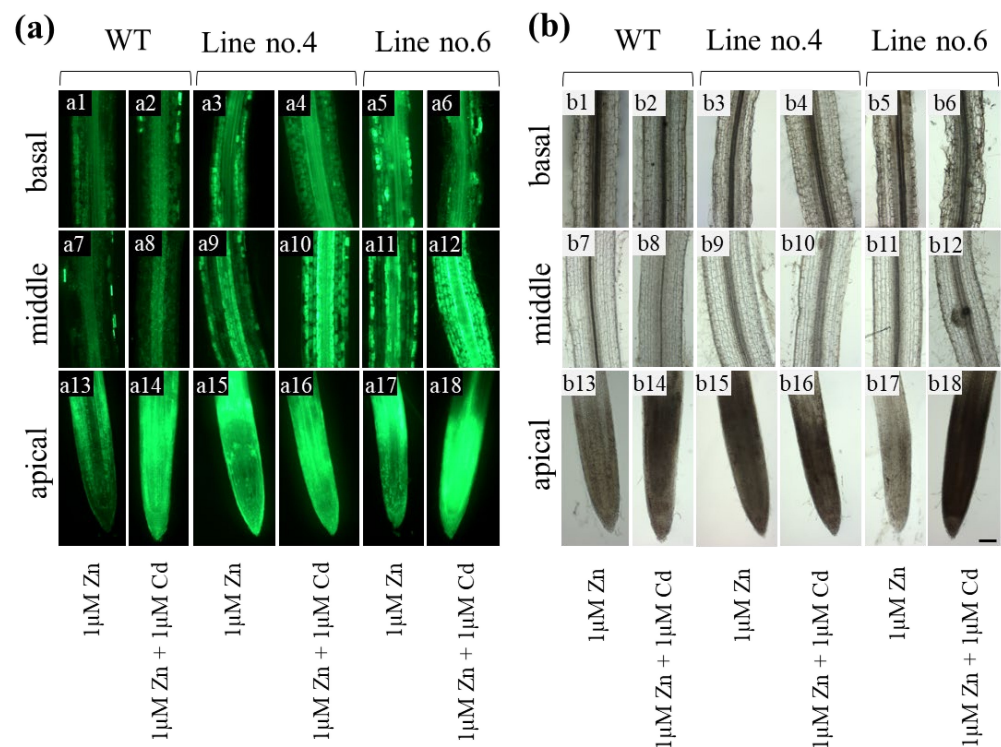 (a)
WT Line no.4 Line no.6
basal a1 a2 a3 a4 a5 a6
middle a7 a8 a9 a10 a11 a12
apical a13 a14 a15 a16 a17 a18
1µM Zn
1µM Zn + 1µM Cd
1µM Zn
1µM Zn + 1µM Cd
1µM Zn
1µM Zn + 1µM Cd
(b)
WT Line no.4 Line no.6
basal b1 b2 b3 b4 b5 b6
middle b7 b8 b9 b10 b11 b12
apical b13 b14 b15 b16 b17 b18
1µM Zn
1µM Zn + 1µM Cd
1µM Zn
1µM Zn + 1µM Cd
1µM Zn
1µM Zn + 1µM Cd